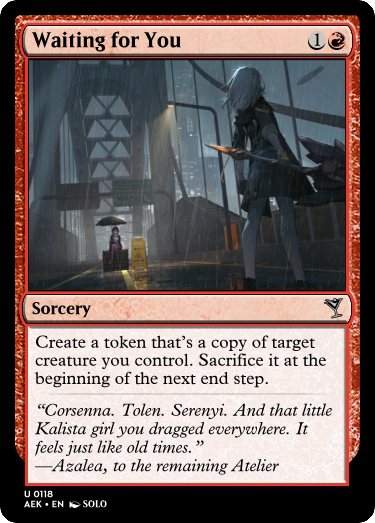 Waiting for You 1
Sorcery
Create a token that's a copy of target
creature you control. Sacrifice it at the
beginning of the next end step.
“Corsenna. Tolen. Serenyi. And that little
Kalista girl you dragged everywhere. It
feels just like old times.”
—Azalea, to the remaining Atelier
U 0118
AEK • EN SOLO